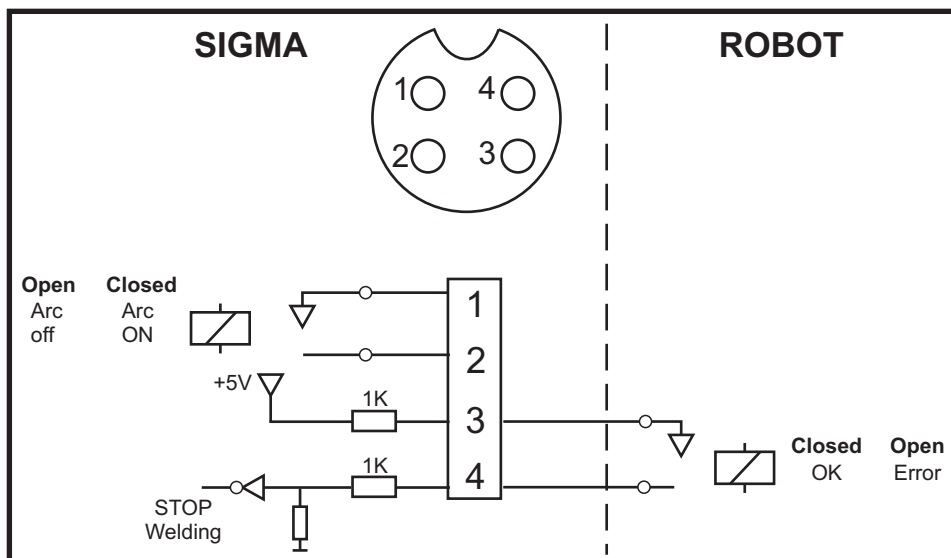 SIGMA
ROBOT
1 4
2 3
Open Closed
Arc Arc
off ON
1
2
+5V
1K
3
Closed Open
OK Error
1K
4
STOP
Welding